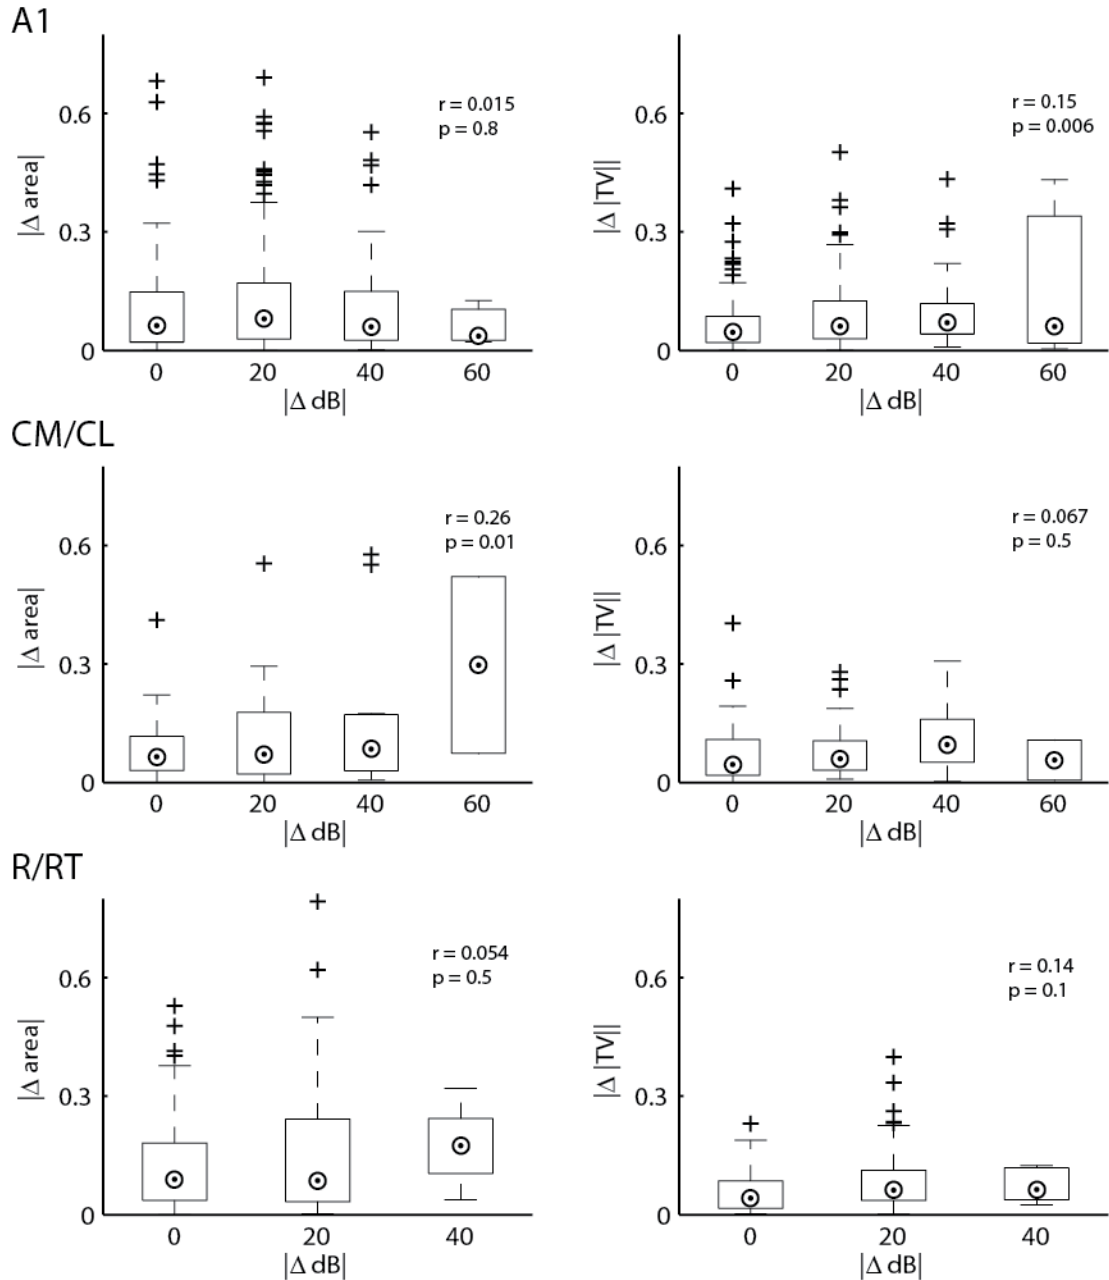 A1
0.6
0.3
0
|Δ area|
r = 0.015
p = 0.8
0 20 40 60
|Δ dB|
0.6
0.3
0
|Δ |TV||
r = 0.15
p = 0.006
0 20 40 60
|Δ dB|
CM/CL
0.6
0.3
0
|Δ area|
r = 0.26
p = 0.01
0 20 40 60
|Δ dB|
0.6
0.3
0
|Δ |TV||
r = 0.067
p = 0.5
0 20 40 60
|Δ dB|
R/RT
0.6
0.3
0
|Δ area|
r = 0.054
p = 0.5
0 20 40
|Δ dB|
0.6
0.3
0
|Δ |TV||
r = 0.14
p = 0.1
0 20 40
|Δ dB|